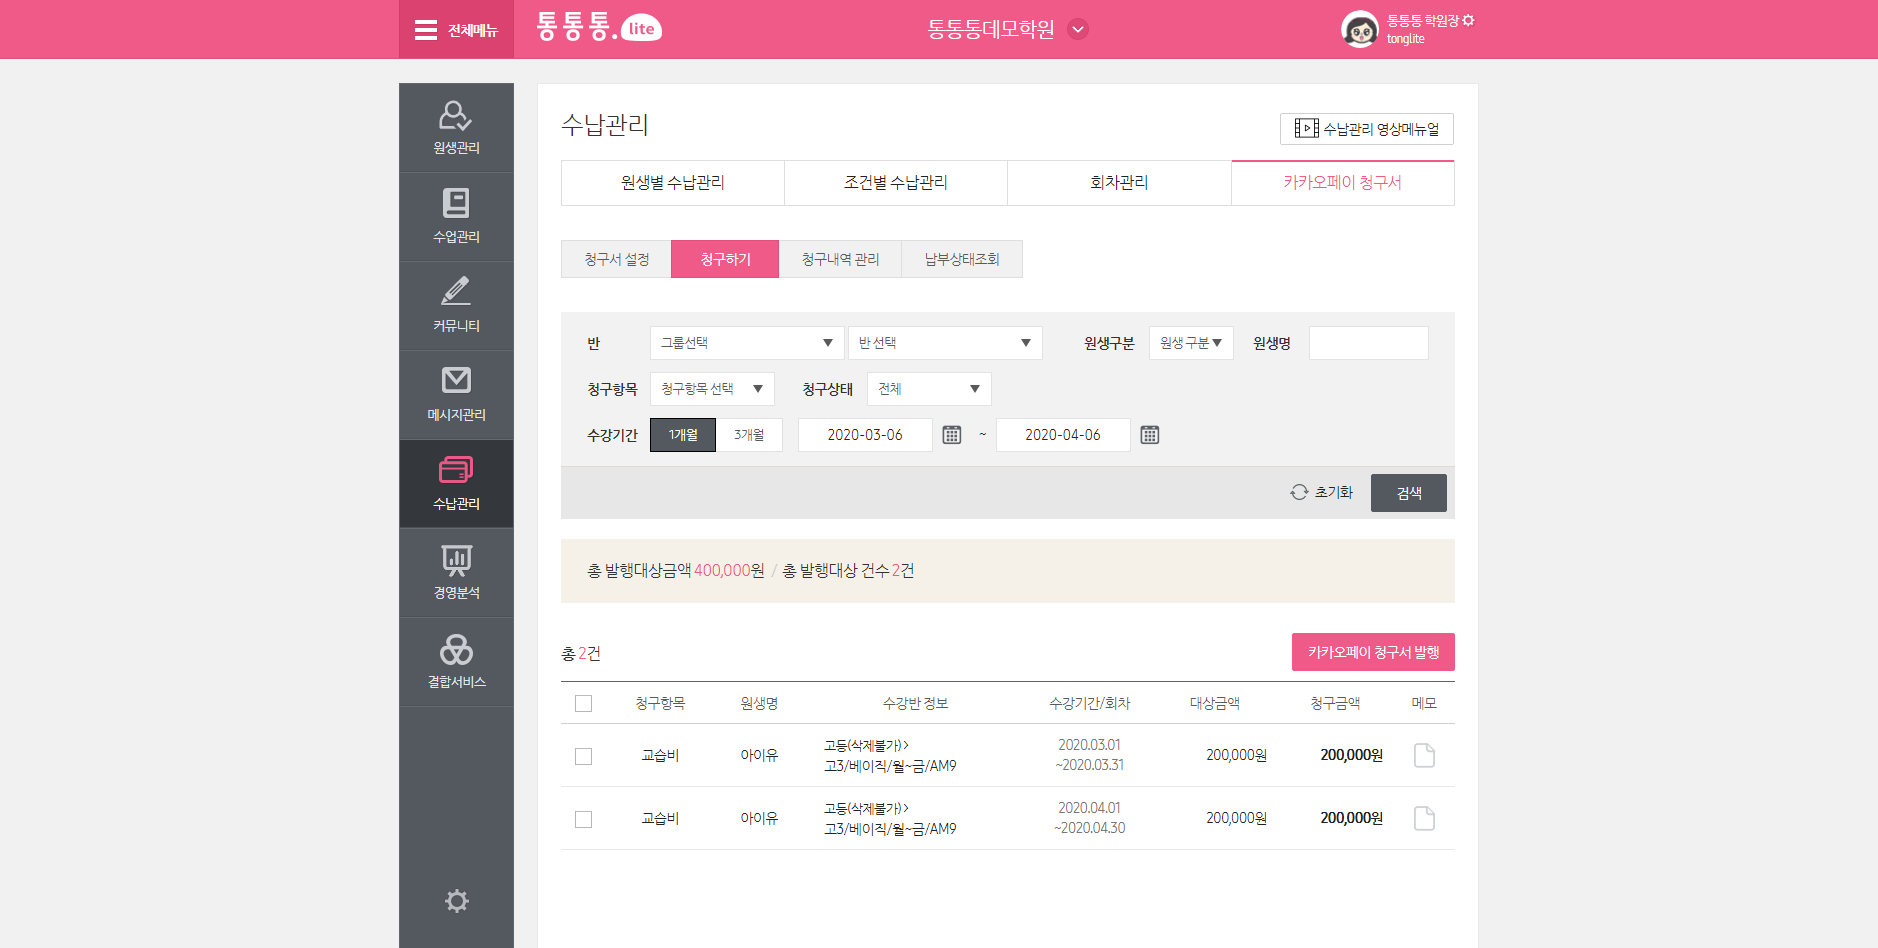 전체메뉴
통통통.lite
통통통데모학원
통통통 학원장
tonglite
원생관리
수업관리
커뮤니티
메시지관리
수납관리
경영분석
결합서비스
수납관리
수납관리 영상메뉴얼
원생별 수납관리 조건별 수납관리 회차관리 카카오페이 청구서
청구서 설정 청구하기 청구내역 관리 납부상태조회
반 그룹선택 반 선택 원생구분 원생 구분 원생명
청구항목 청구항목 선택 청구상태 전체
수강기간 1개월 3개월 2020-03-06 ~ 2020-04-06
초기화 검색
총 발행대상금액 400,000원 / 총 발행대상 건수 2건
총 2건
카카오페이 청구서 발행
청구항목 원생명 수강반 정보 수강기간/회차 대상금액 청구금액 메모
교습비 아이유 고등(삭제불가) > 2020.03.01 200,000원 200,000원
고3/베이직/월~금/AM9 ~2020.03.31
교습비 아이유 고등(삭제불가) > 2020.04.01 200,000원 200,000원
고3/베이직/월~금/AM9 ~2020.04.30